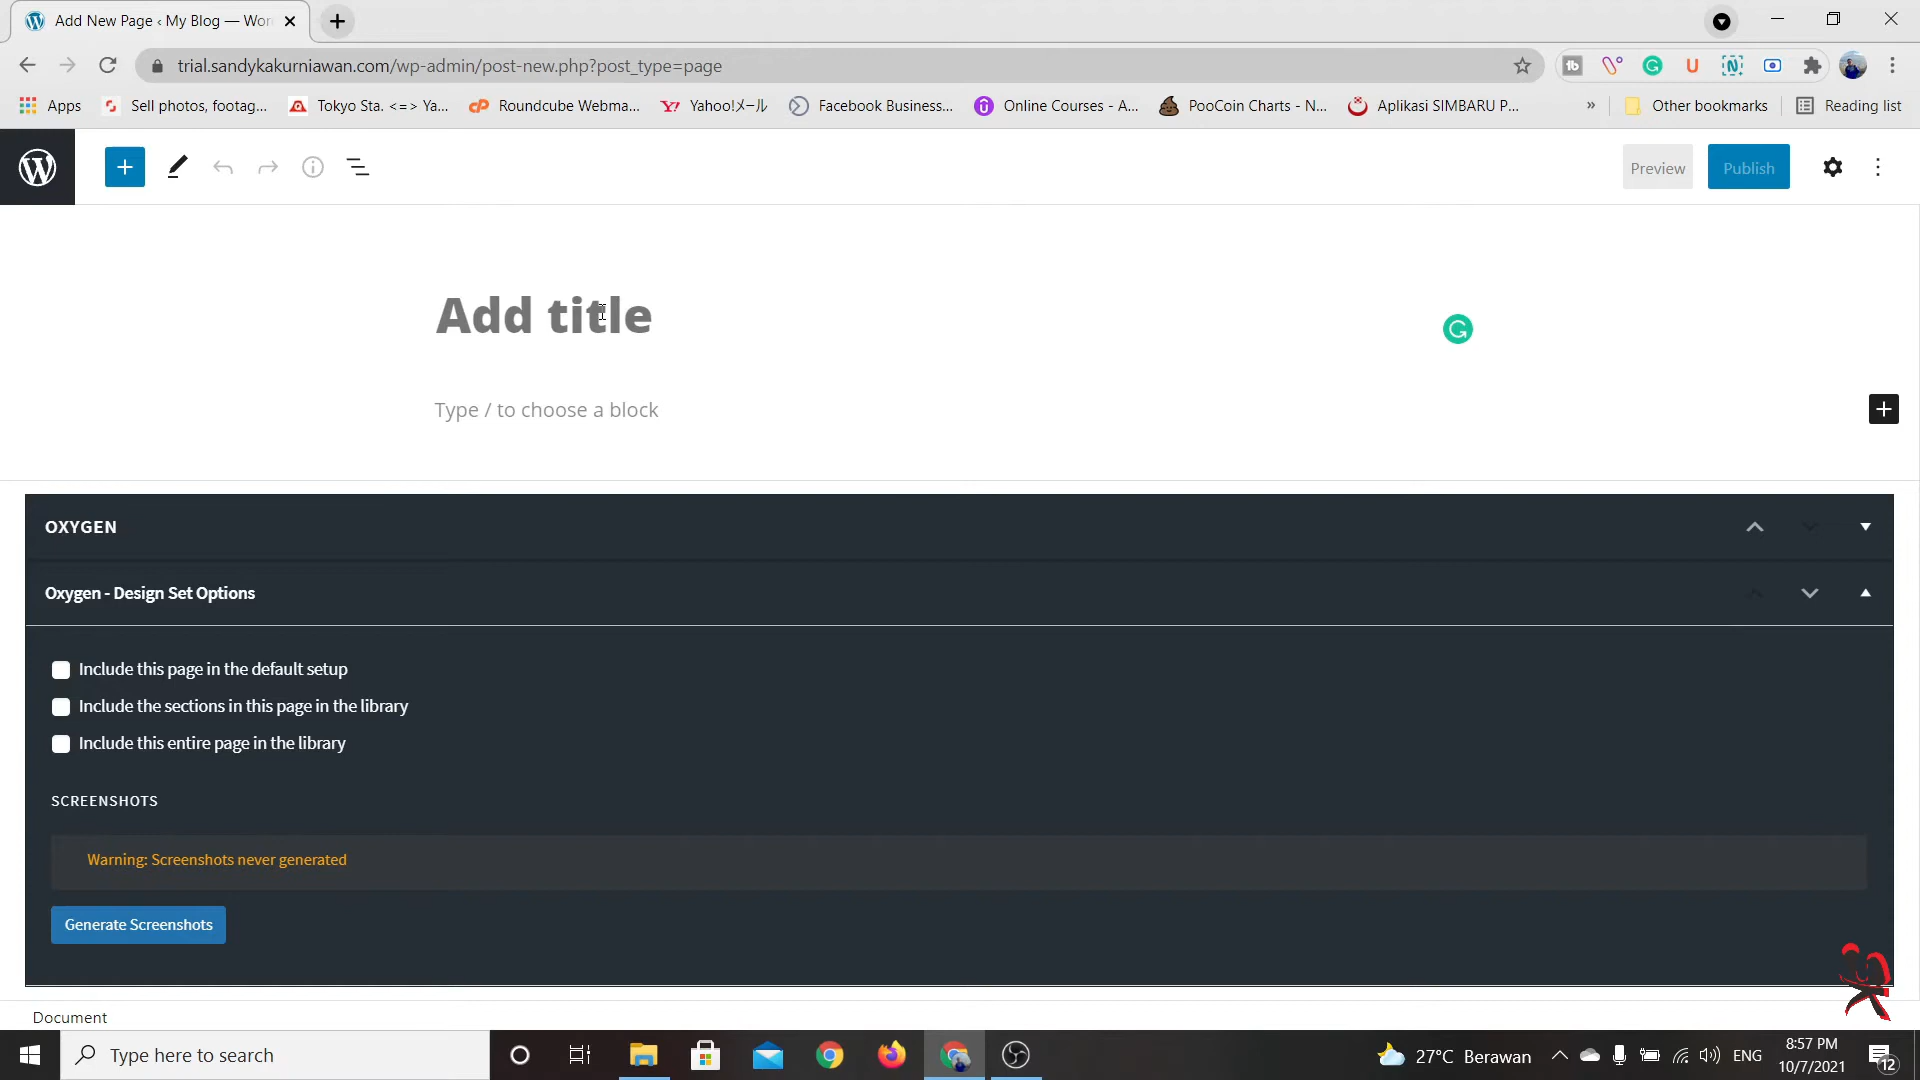 Add New Page ‹ My Blog — Wor
trial.sandykakurniawan.com/wp-admin/post-new.php?post_type=page
Apps Sell photos, footag... Tokyo Sta. <=> Ya... Roundcube Webma... Yahoo!メール Facebook Business... Online Courses - A... PooCoin Charts - N... Aplikasi SIMBARU P... » Other bookmarks Reading list
Preview Publish
Add title
Type / to choose a block
OXYGEN
Oxygen - Design Set Options
Include this page in the default setup
Include the sections in this page in the library
Include this entire page in the library
SCREENSHOTS
Warning: Screenshots never generated
Generate Screenshots
Document
Type here to search
27°C Berawan
ENG
8:57 PM
10/7/2021
12